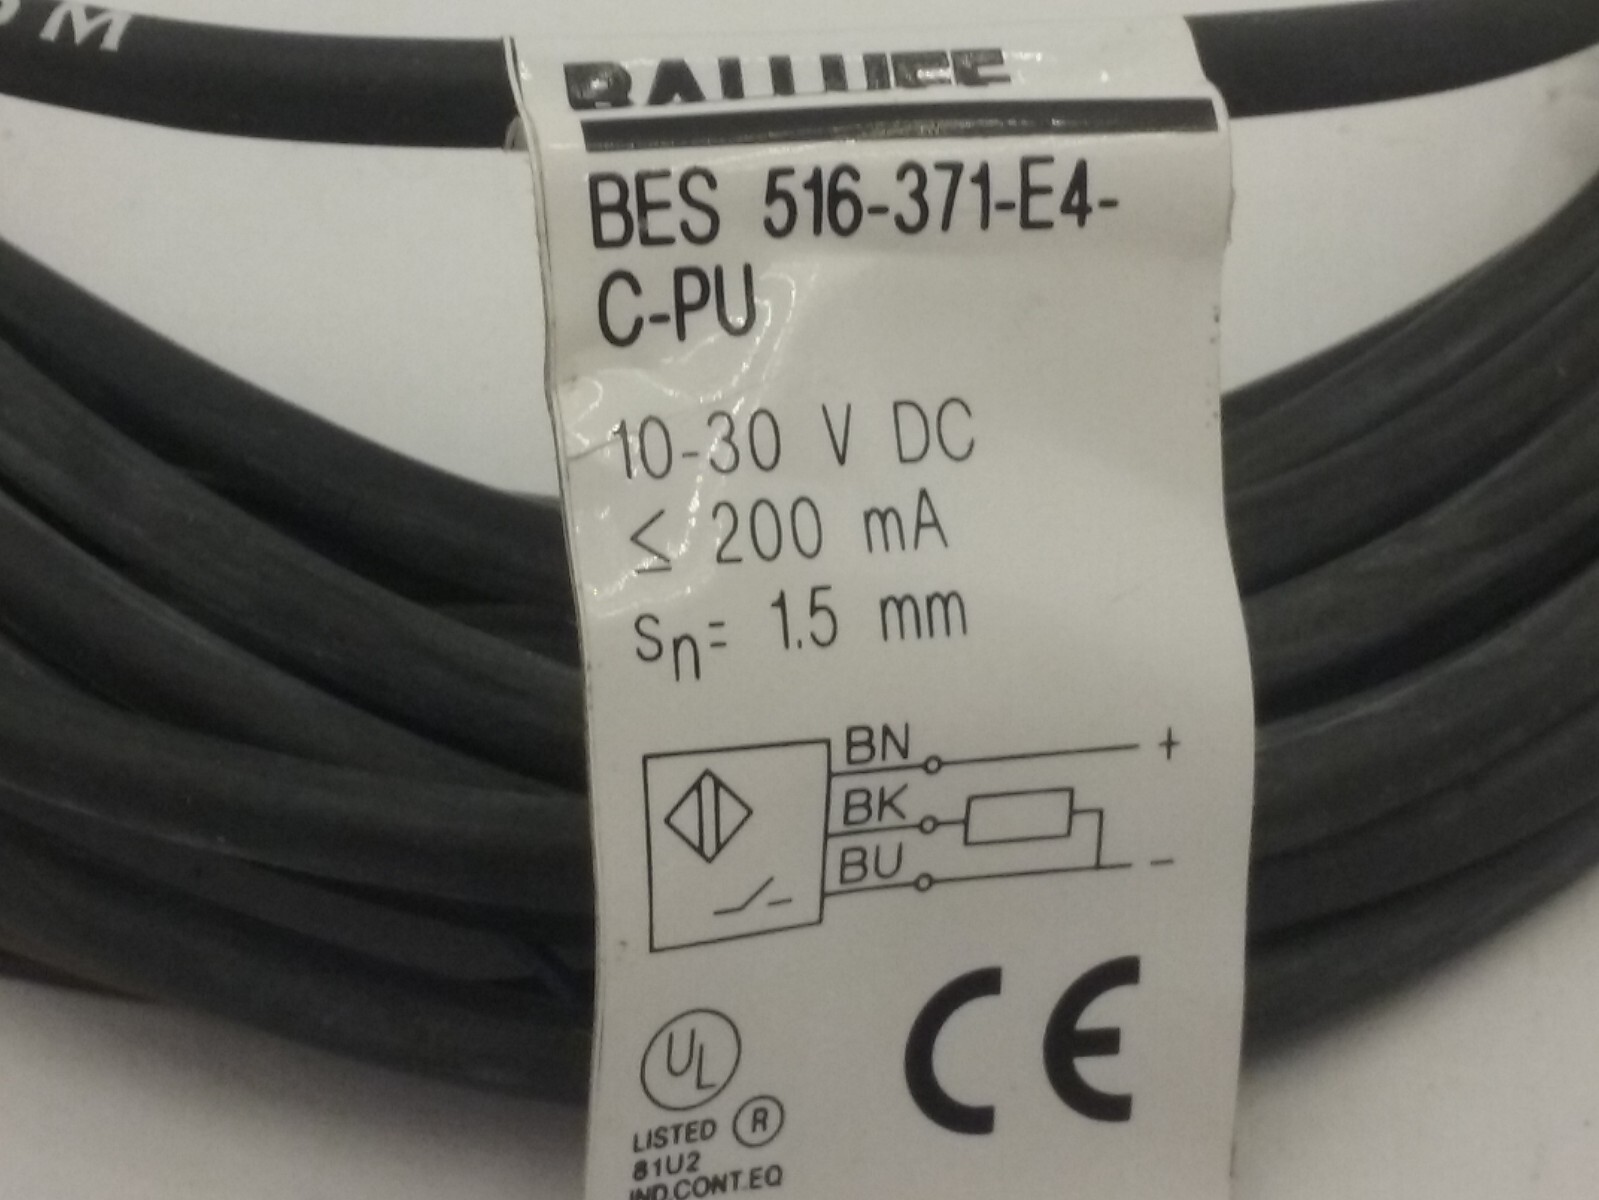 BALLUFF
BES 516-371-E4-
C-PU
10-30 V DC
≤ 200 mA
Sn= 1.5 mm
BN
+
BK
BU
-
CE
UL
LISTED ®
81U2
IND.CONT.EQ